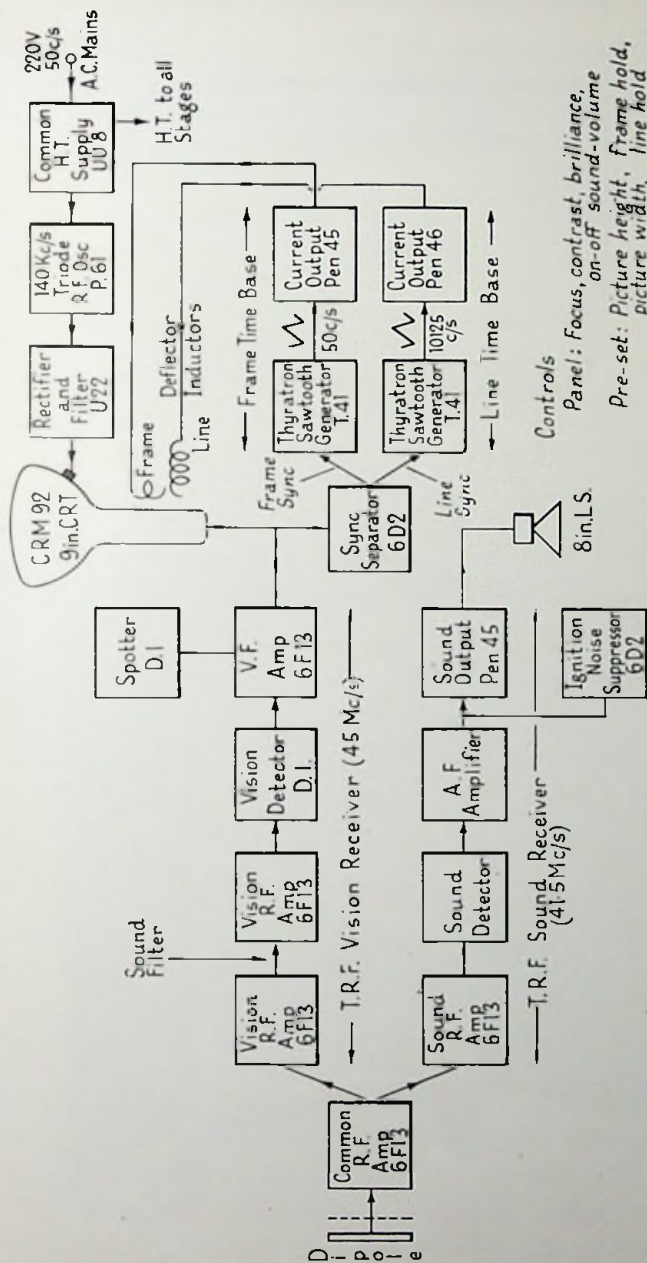 D
i
p
o
l
e
Common
R.F.
Amp
6F13
Sound
Filter
Vision
R.F.
Amp
6F13
Vision
R.F.
Amp
6F13
Vision
Detector
D.1.
V.F.
Amp
6F13
Spotter
D.1
T.R.F. Vision Receiver (45 Mc/s)
Sound
R.F.
Amp
6F13
Sound
Detector
A.F
Amplifier
Sound
Output
Pen 45
Ignition
Noise
Suppressor
6D2
8in.LS.
T.R.F. Sound Receiver
(41·5Mc/s)
Sync
Separator
6D2
Frame
Sync
Line
Sync
CRM 92
9in.CRT
Rectifier
and
Filter
U22
140Kc/s
Triode
R.F. Osc
P.61
Common
H.T.
Supply
UU8
220V
50c/s
A.C.Mains
H.T. to all
Stages
Frame
Deflector
Inductors
Line
Frame Time Base
Thyratron
Sawtooth
Generator
T.41
50c/s
Current
Output
Pen 45
Thyratron
Sawtooth
Generator
T.41
10125
c/s
Current
Output
Pen 46
Line Time Base
Controls
Panel: Focus, contrast, brilliance,
on-off sound-volume
Pre-set: Picture height, frame hold,
picture width, line hold